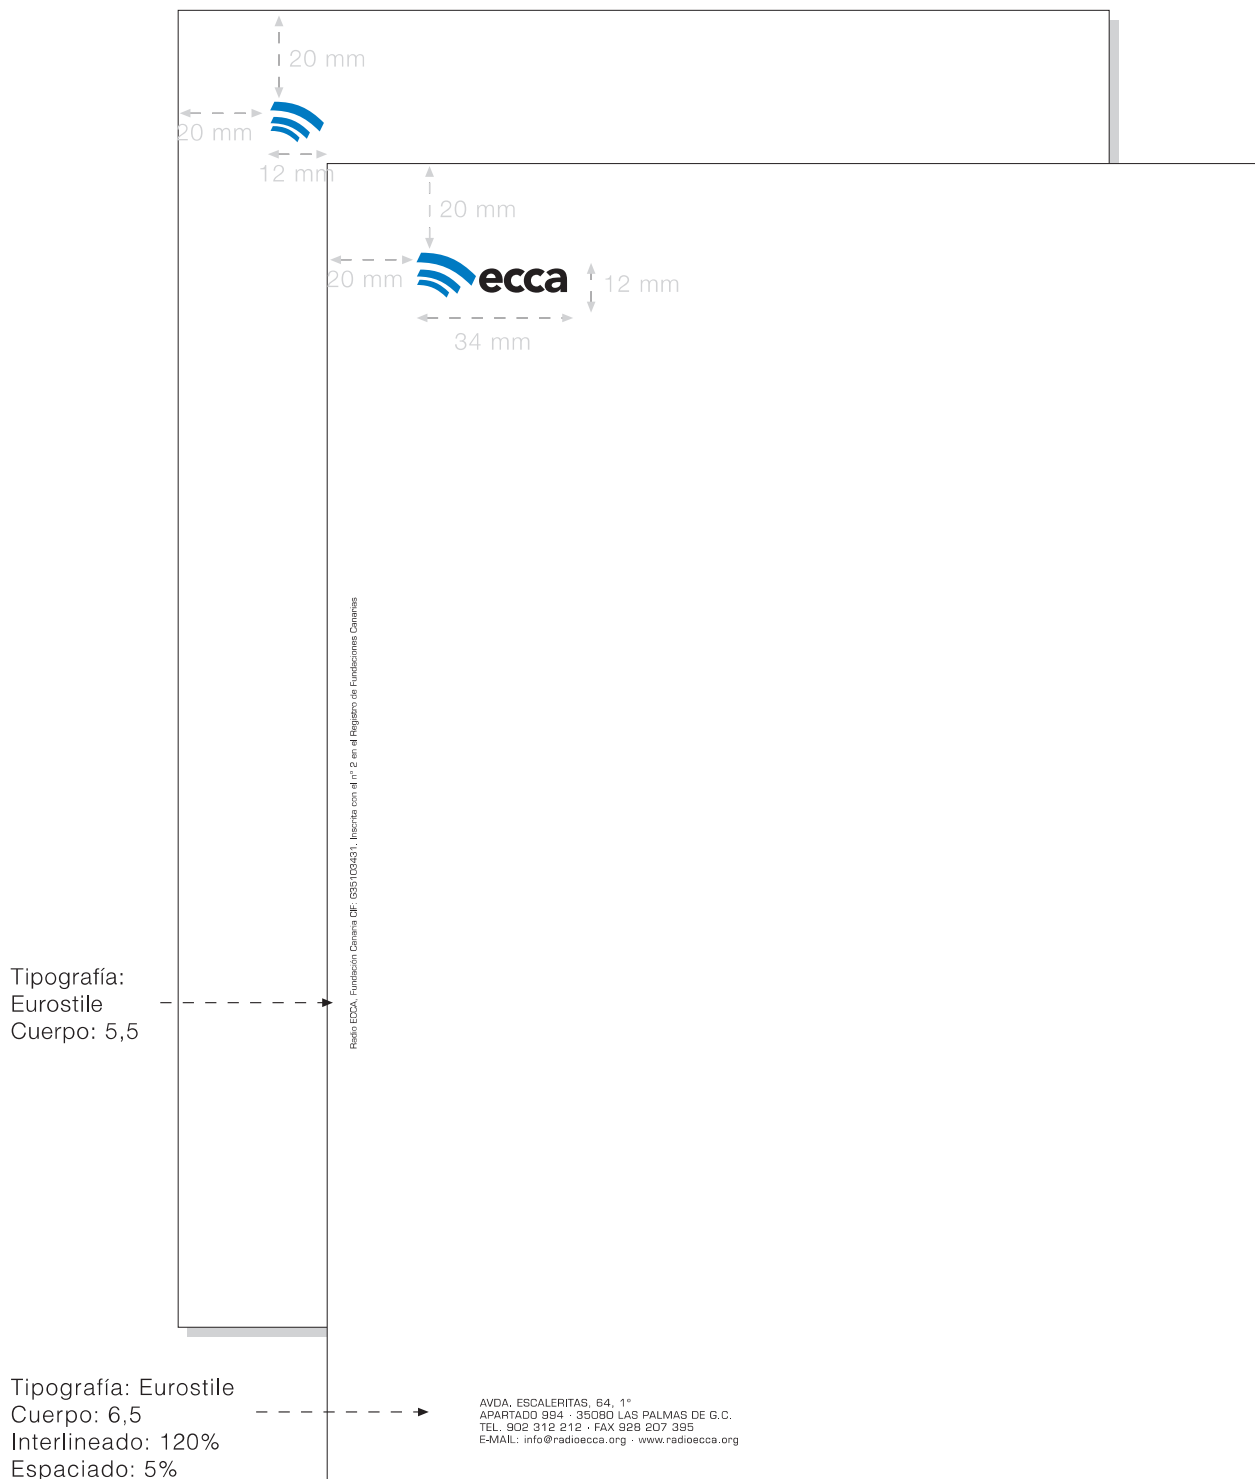 20 mm
20 mm
12 mm
20 mm
20 mm
ecca
12 mm
34 mm
Radio ECCA, Fundación Canaria CIF: G35103431. Inscrita con el n° 2 en el Registro de Fundaciones Canarias
Tipografía:
Eurostile
Cuerpo: 5,5
Tipografía: Eurostile
Cuerpo: 6,5
Interlineado: 120%
Espaciado: 5%
AVDA. ESCALERITAS, 64, 1°
APARTADO 994 · 35080 LAS PALMAS DE G.C.
TEL. 902 312 212 · FAX 928 207 395
E-MAIL: info@radioecca.org · www.radioecca.org